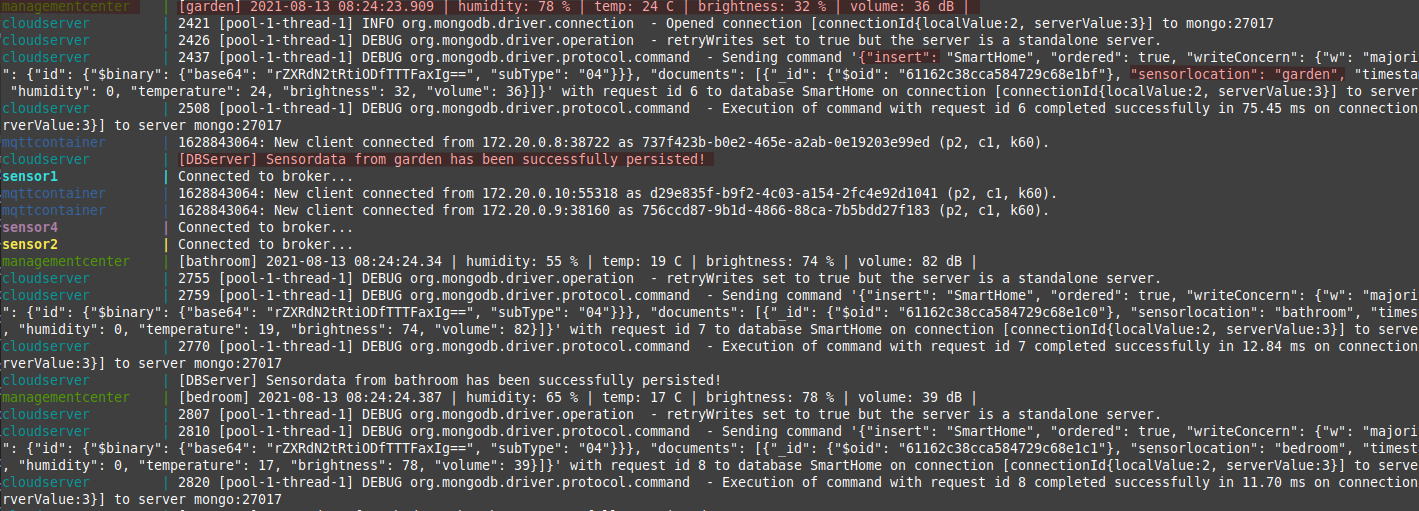 managementcenter | [garden] 2021-08-13 08:24:23.909 | humidity: 78 % | temp: 24 C | brightness: 32 % | volume: 36 dB |
cloudserver | 2421 [pool-1-thread-1] INFO org.mongodb.driver.connection  - Opened connection [connectionId{localValue:2, serverValue:3}] to mongo:27017
cloudserver | 2426 [pool-1-thread-1] DEBUG org.mongodb.driver.operation  - retryWrites set to true but the server is a standalone server.
cloudserver | 2437 [pool-1-thread-1] DEBUG org.mongodb.driver.protocol.command  - Sending command '{"insert": "SmartHome", "ordered": true, "writeConcern": {"w": "majori
": {"id": {"$binary": {"base64": "rZXRdN2tRtiODfTTTFaxIg==", "subType": "04"}}}, "documents": [{"_id": {"$oid": "61162c38cca584729c68e1bf"}, "sensorlocation": "garden", "timesta
"humidity": 0, "temperature": 24, "brightness": 32, "volume": 36}]}' with request id 6 to database SmartHome on connection [connectionId{localValue:2, serverValue:3}] to server
cloudserver | 2508 [pool-1-thread-1] DEBUG org.mongodb.driver.protocol.command  - Execution of command with request id 6 completed successfully in 75.45 ms on connection
rverValue:3}] to server mongo:27017
mqttcontainer | 1628843064: New client connected from 172.20.0.8:38722 as 737f423b-b0e2-465e-a2ab-0e19203e99ed (p2, c1, k60).
cloudserver | [DBServer] Sensordata from garden has been successfully persisted!
sensor1 | Connected to broker...
mqttcontainer | 1628843064: New client connected from 172.20.0.10:55318 as d29e835f-b9f2-4c03-a154-2fc4e92d1041 (p2, c1, k60).
mqttcontainer | 1628843064: New client connected from 172.20.0.9:38160 as 756ccd87-9b1d-4866-88ca-7b5bdd27f183 (p2, c1, k60).
sensor4 | Connected to broker...
sensor2 | Connected to broker...
managementcenter | [bathroom] 2021-08-13 08:24:24.34 | humidity: 55 % | temp: 19 C | brightness: 74 % | volume: 82 dB |
cloudserver | 2755 [pool-1-thread-1] DEBUG org.mongodb.driver.operation  - retryWrites set to true but the server is a standalone server.
cloudserver | 2759 [pool-1-thread-1] DEBUG org.mongodb.driver.protocol.command  - Sending command '{"insert": "SmartHome", "ordered": true, "writeConcern": {"w": "majori
": {"id": {"$binary": {"base64": "rZXRdN2tRtiODfTTTFaxIg==", "subType": "04"}}}, "documents": [{"_id": {"$oid": "61162c38cca584729c68e1c0"}, "sensorlocation": "bathroom", "times
, "humidity": 0, "temperature": 19, "brightness": 74, "volume": 82}]}' with request id 7 to database SmartHome on connection [connectionId{localValue:2, serverValue:3}] to serve
cloudserver | 2770 [pool-1-thread-1] DEBUG org.mongodb.driver.protocol.command  - Execution of command with request id 7 completed successfully in 12.84 ms on connection
rverValue:3}] to server mongo:27017
cloudserver | [DBServer] Sensordata from bathroom has been successfully persisted!
managementcenter | [bedroom] 2021-08-13 08:24:24.387 | humidity: 65 % | temp: 17 C | brightness: 78 % | volume: 39 dB |
cloudserver | 2807 [pool-1-thread-1] DEBUG org.mongodb.driver.operation  - retryWrites set to true but the server is a standalone server.
cloudserver | 2810 [pool-1-thread-1] DEBUG org.mongodb.driver.protocol.command  - Sending command '{"insert": "SmartHome", "ordered": true, "writeConcern": {"w": "majori
": {"id": {"$binary": {"base64": "rZXRdN2tRtiODfTTTFaxIg==", "subType": "04"}}}, "documents": [{"_id": {"$oid": "61162c38cca584729c68e1c1"}, "sensorlocation": "bedroom", "timest
, "humidity": 0, "temperature": 17, "brightness": 78, "volume": 39}]}' with request id 8 to database SmartHome on connection [connectionId{localValue:2, serverValue:3}] to serve
cloudserver | 2820 [pool-1-thread-1] DEBUG org.mongodb.driver.protocol.command  - Execution of command with request id 8 completed successfully in 11.70 ms on connection
rverValue:3}] to server mongo:27017